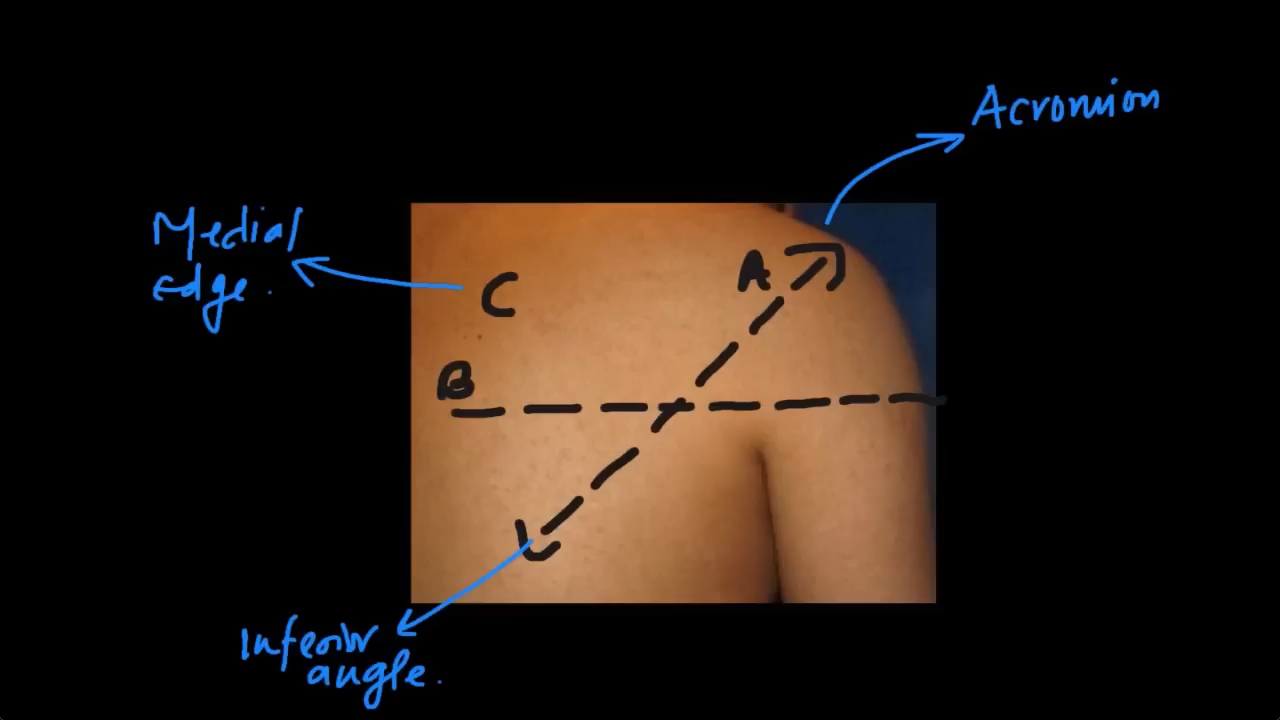 Acromion
Medial
edge.
A
C
B
Inferior
angle.